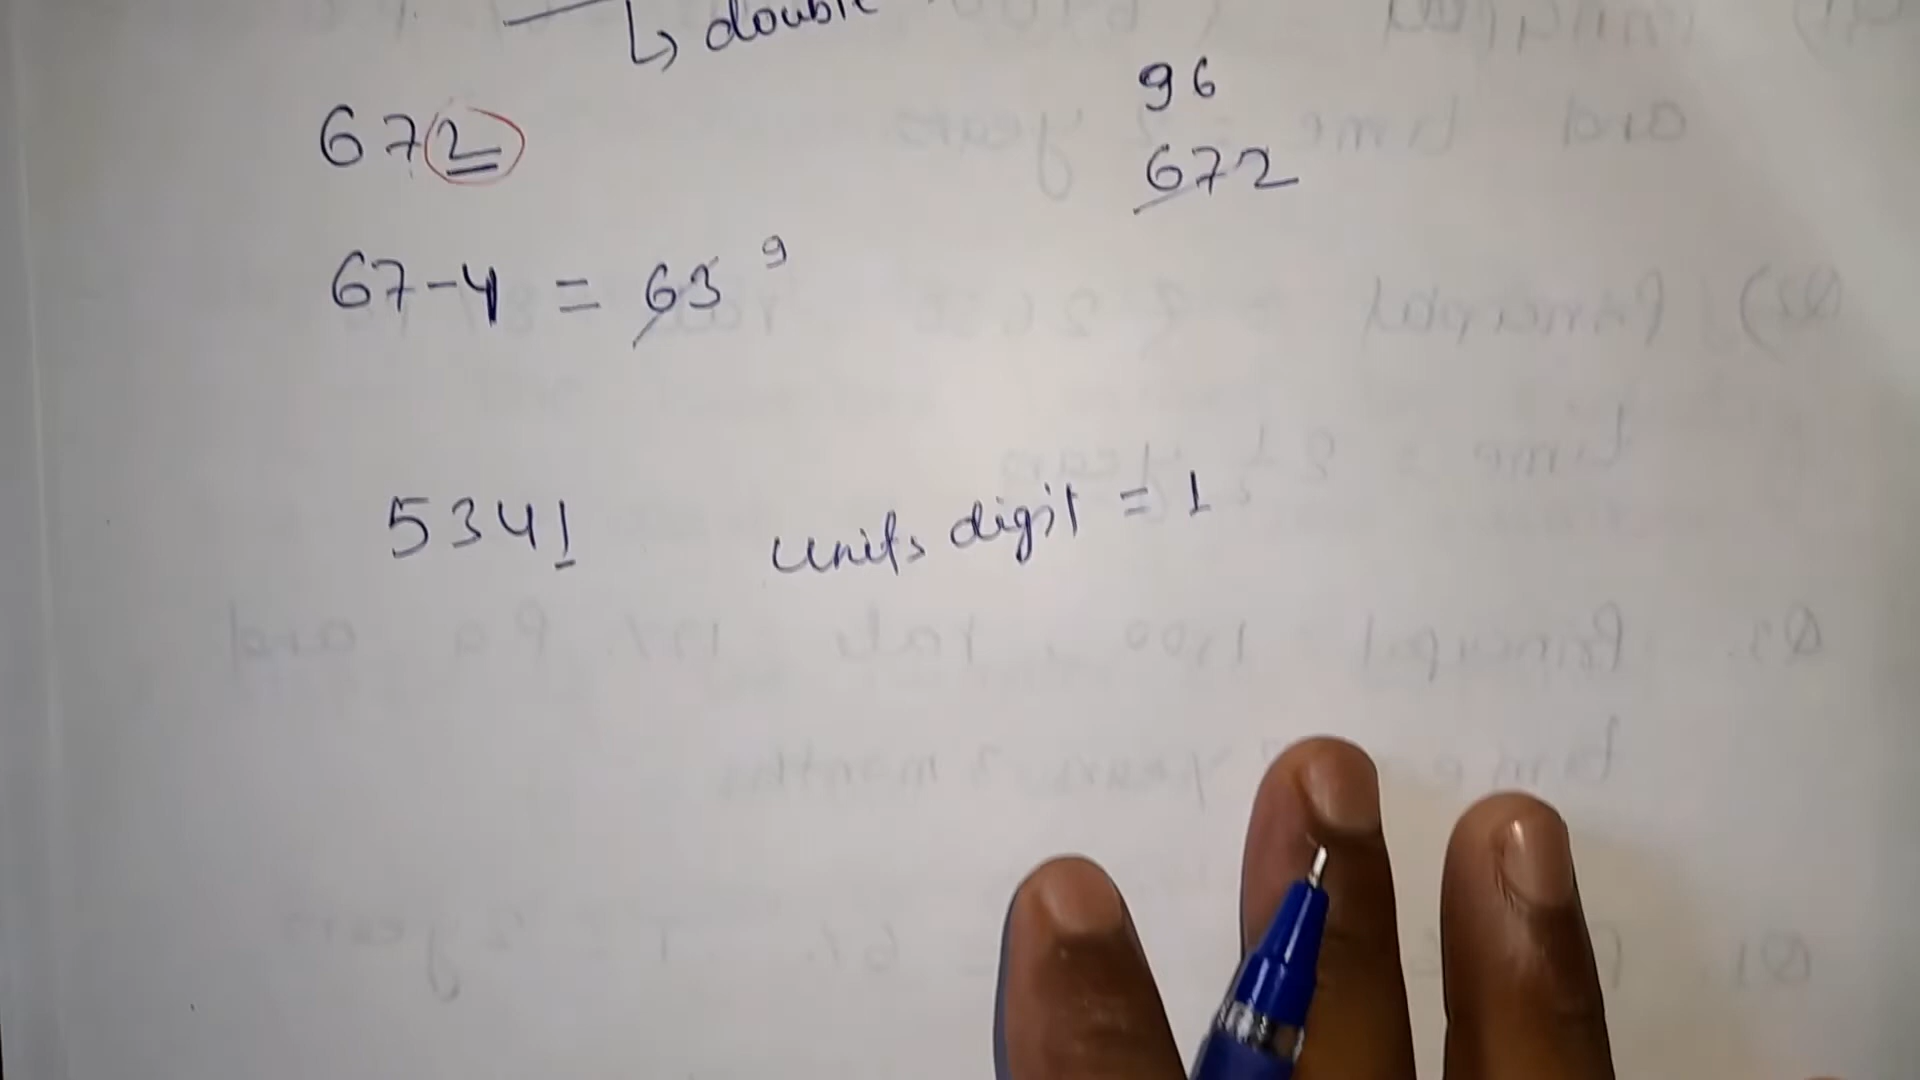 ↳ double
96
672
672
67-4 = 63 9
5341 units digit = 1